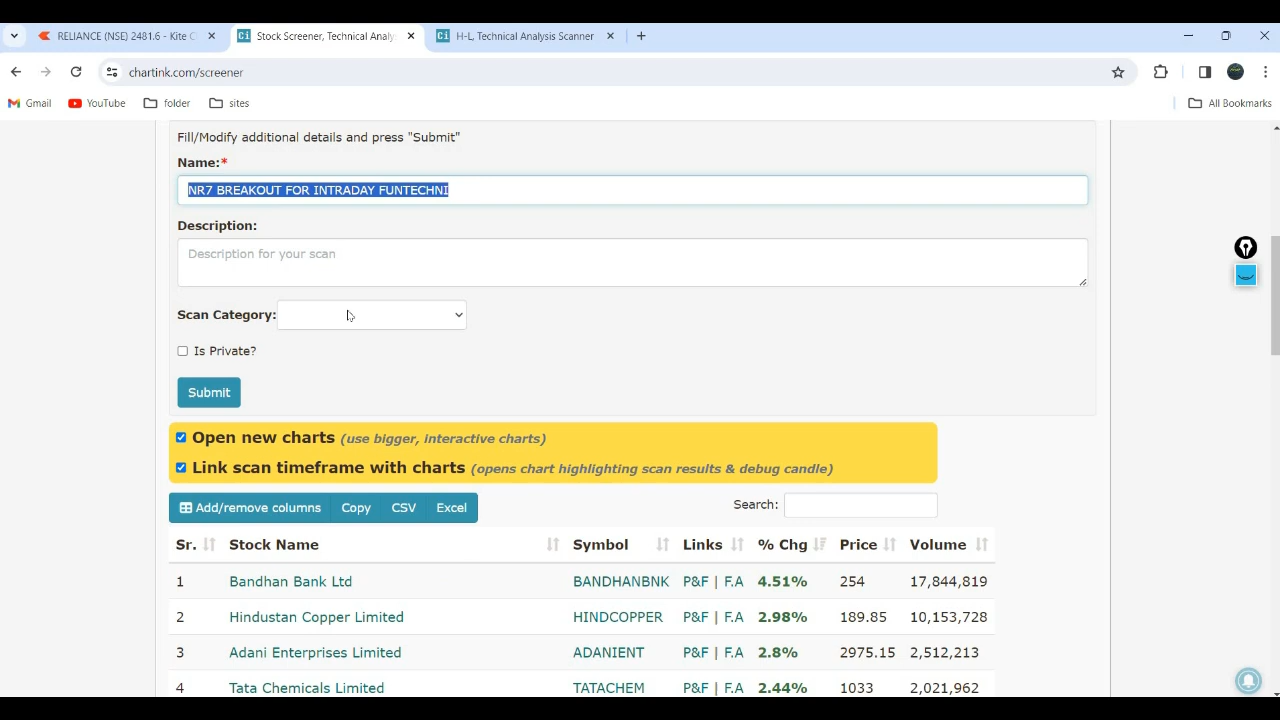 RELIANCE (NSE) 2481.6 - Kite C
Stock Screener, Technical Analy
H-L, Technical Analysis Scanner
chartink.com/screener
Gmail
YouTube
folder
sites
All Bookmarks
Fill/Modify additional details and press "Submit"
Name:*
NR7 BREAKOUT FOR INTRADAY FUNTECHNI
Description:
Description for your scan
Scan Category:
Is Private?
Submit
Open new charts (use bigger, interactive charts)
Link scan timeframe with charts (opens chart highlighting scan results & debug candle)
Add/remove columns Copy CSV Excel Search:
Sr. Stock Name Symbol Links % Chg Price Volume
1 Bandhan Bank Ltd BANDHANBNK P&F | F.A 4.51% 254 17,844,819
2 Hindustan Copper Limited HINDCOPPER P&F | F.A 2.98% 189.85 10,153,728
3 Adani Enterprises Limited ADANIENT P&F | F.A 2.8% 2975.15 2,512,213
4 Tata Chemicals Limited TATACHEM P&F | F.A 2.44% 1033 2,021,962